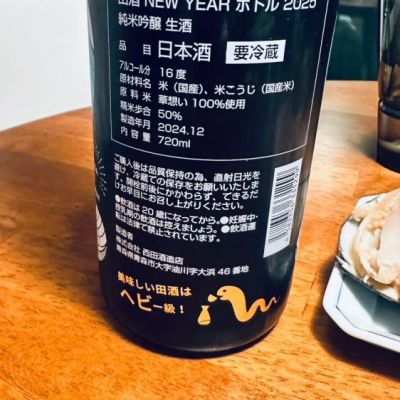 田酒 NEW YEAR ボトル 2025
純米吟醸 生酒
品 目 日本酒 要冷蔵
アルコール分 16 度
原材料名 米（国産）、米こうじ（国産米）
原 料 米 華想い 100%使用
精米歩合 50%
製造年月 2024.12
内 容 量 720ml
ご購入後は品質保持の為、直射日光を
避け、冷蔵での保存をお願いいたしま
す。開栓前後にかかわらず、できるだ
けお早目にお召し上がりください。
●飲酒は20歳になってから。●妊娠中・
授乳期の飲酒は控えましょう。●飲酒運
転は法律で禁止されています。
製造者
株式会社 西田酒造店
青森県青森市大字油川字大浜 46 番地
美味しい田酒は
ヘビー級！